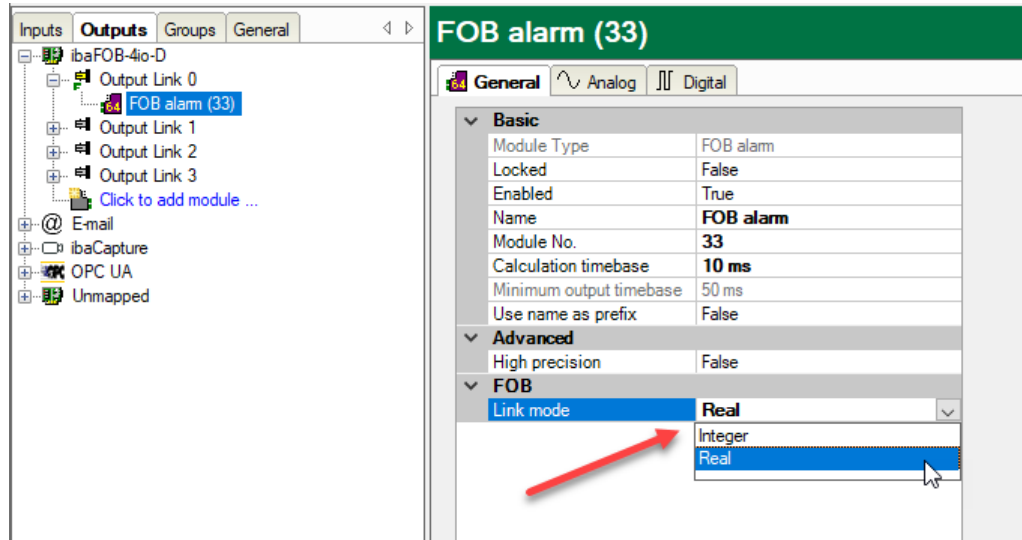 Inputs Outputs Groups General
ibaFOB-4io-D
Output Link 0
64 FOB alarm (33)
Output Link 1
Output Link 2
Output Link 3
Click to add module ...
@ E-mail
ibaCapture
OPC UA
Unmapped
FOB alarm (33)
64 General Analog Digital
Basic
Module Type FOB alarm
Locked False
Enabled True
Name FOB alarm
Module No. 33
Calculation timebase 10 ms
Minimum output timebase 50 ms
Use name as prefix False
Advanced
High precision False
FOB
Link mode Real
Integer
Real